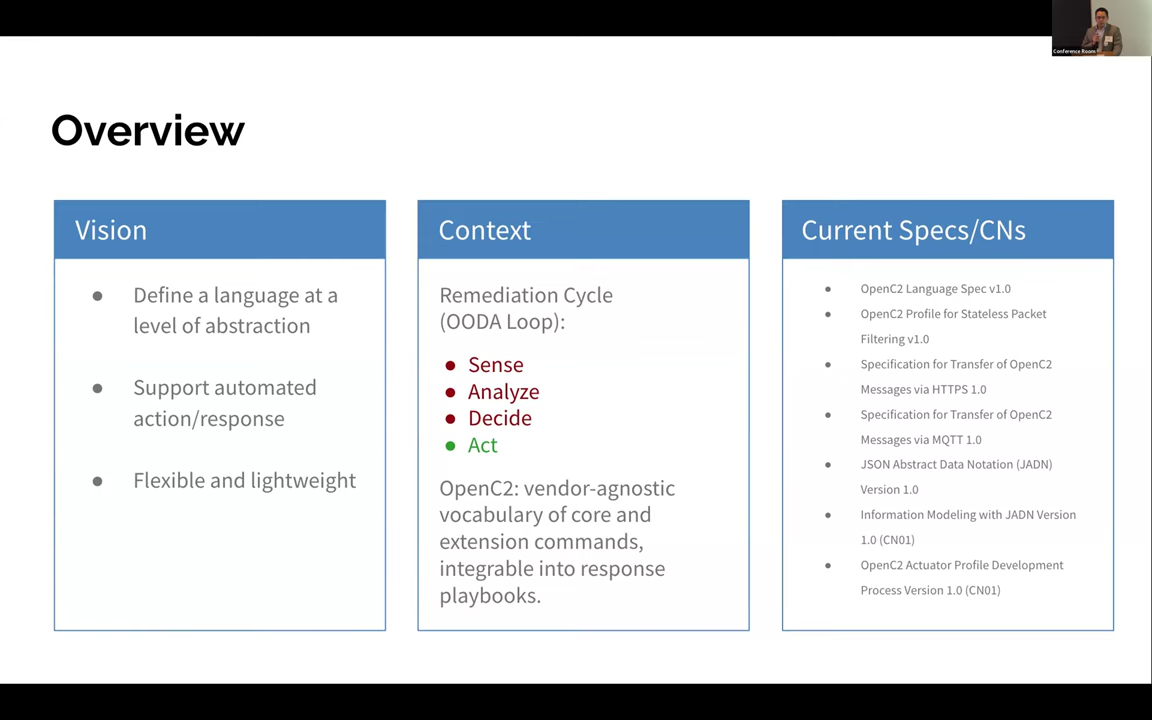 Conference Room
Overview
Vision
Define a language at a
level of abstraction
Support automated
action/response
Flexible and lightweight
Context
Remediation Cycle
(OODA Loop):
Sense
Analyze
Decide
Act
OpenC2: vendor-agnostic
vocabulary of core and
extension commands,
integrable into response
playbooks.
Current Specs/CNs
OpenC2 Language Spec v1.0
OpenC2 Profile for Stateless Packet
Filtering v1.0
Specification for Transfer of OpenC2
Messages via HTTPS 1.0
Specification for Transfer of OpenC2
Messages via MQTT 1.0
JSON Abstract Data Notation (JADN)
Version 1.0
Information Modeling with JADN Version
1.0 (CN01)
OpenC2 Actuator Profile Development
Process Version 1.0 (CN01)